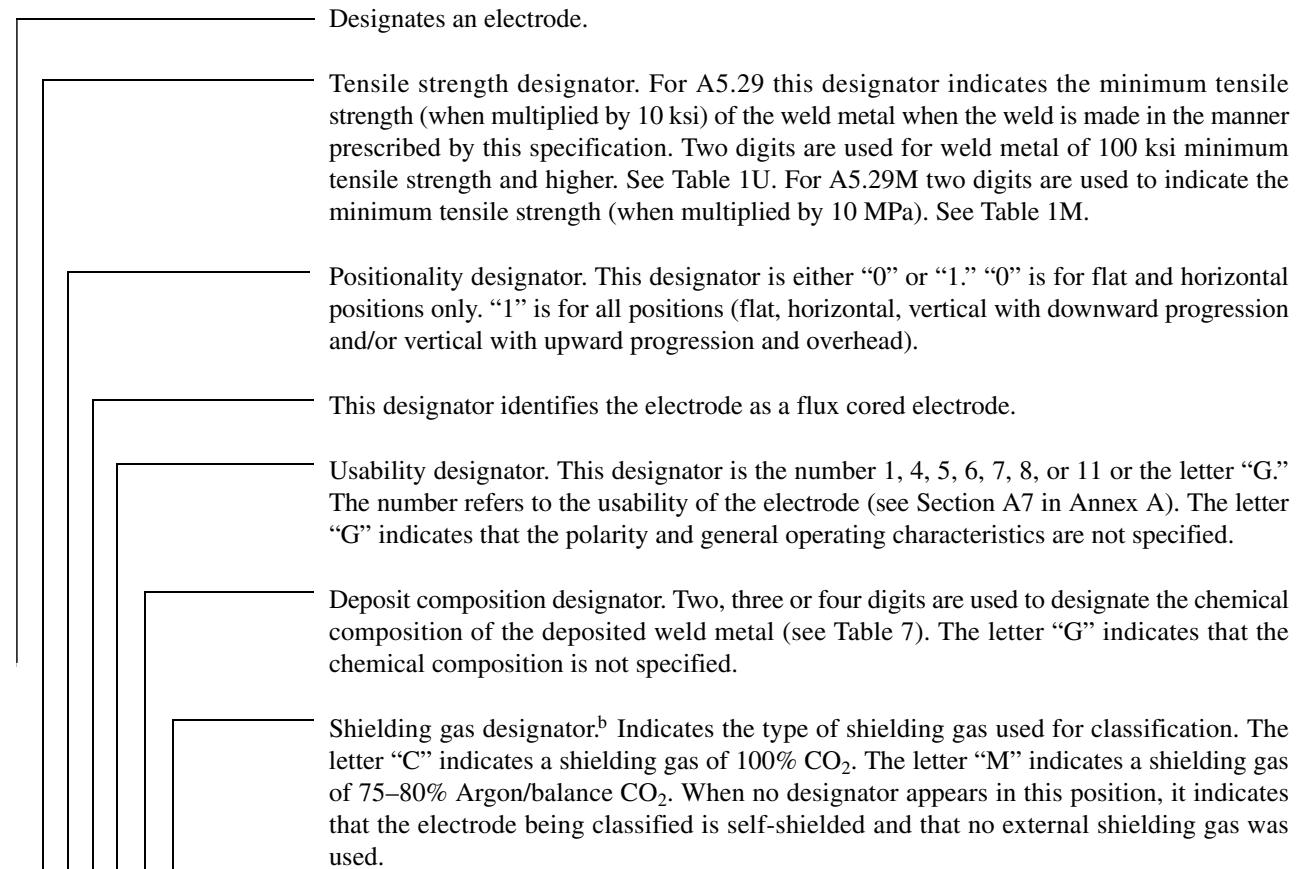 Designates an electrode.
Tensile strength designator. For A5.29 this designator indicates the minimum tensile
strength (when multiplied by 10 ksi) of the weld metal when the weld is made in the manner
prescribed by this specification. Two digits are used for weld metal of 100 ksi minimum
tensile strength and higher. See Table 1U. For A5.29M two digits are used to indicate the
minimum tensile strength (when multiplied by 10 MPa). See Table 1M.
Positionality designator. This designator is either “0” or “1.” “0” is for flat and horizontal
positions only. “1” is for all positions (flat, horizontal, vertical with downward progression
and/or vertical with upward progression and overhead).
This designator identifies the electrode as a flux cored electrode.
Usability designator. This designator is the number 1, 4, 5, 6, 7, 8, or 11 or the letter “G.”
The number refers to the usability of the electrode (see Section A7 in Annex A). The letter
“G” indicates that the polarity and general operating characteristics are not specified.
Deposit composition designator. Two, three or four digits are used to designate the chemical
composition of the deposited weld metal (see Table 7). The letter “G” indicates that the
chemical composition is not specified.
Shielding gas designator.ᵇ Indicates the type of shielding gas used for classification. The
letter “C” indicates a shielding gas of 100% CO₂. The letter “M” indicates a shielding gas
of 75–80% Argon/balance CO₂. When no designator appears in this position, it indicates
that the electrode being classified is self-shielded and that no external shielding gas was
used.